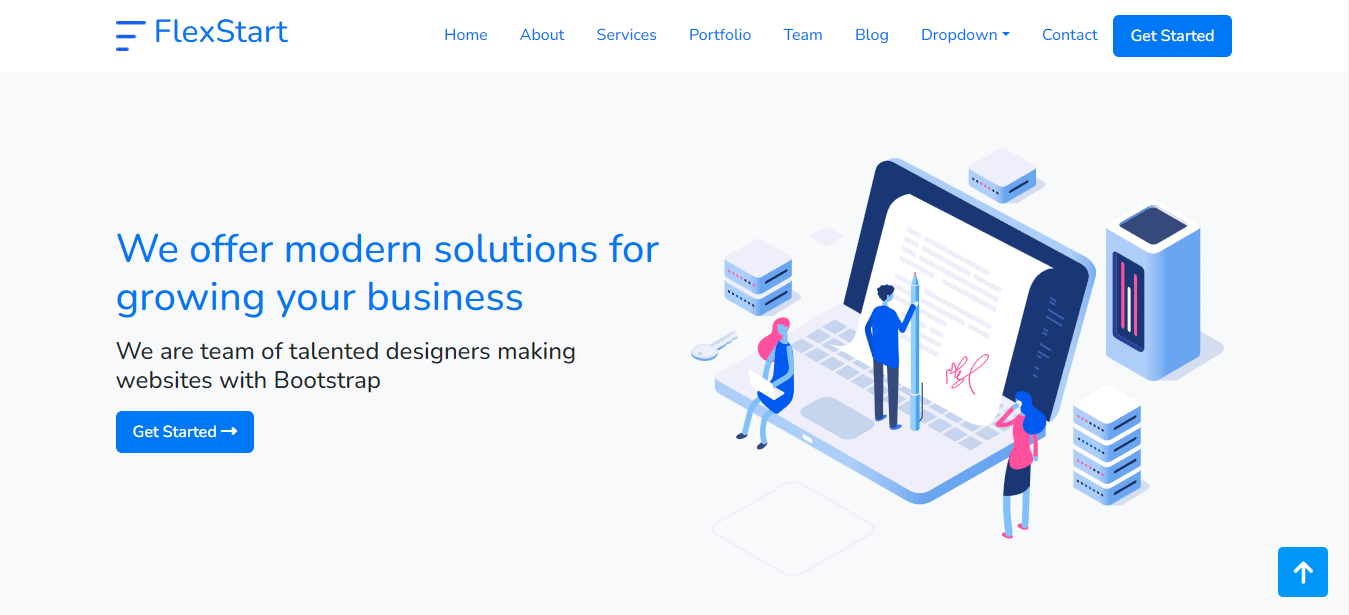 FlexStart
Home About Services Portfolio Team Blog Dropdown Contact Get Started
We offer modern solutions for
growing your business
We are team of talented designers making
websites with Bootstrap
Get Started →